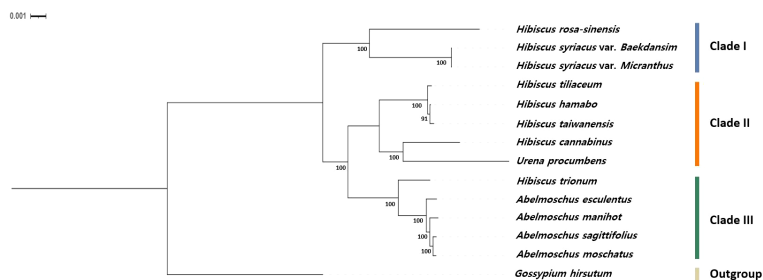 0.001
Hibiscus rosa-sinensis
Hibiscus syriacus var. Baekdansim
Hibiscus syriacus var. Micranthus
Clade I
100
100
Hibiscus tiliaceum
Hibiscus hamabo
Hibiscus taiwanensis
Hibiscus cannabinus
Urena procumbens
Clade II
100
91
100
100
Hibiscus trionum
Abelmoschus esculentus
Abelmoschus manihot
Abelmoschus sagittifolius
Abelmoschus moschatus
Clade III
100
100
100
100
Gossypium hirsutum
Outgroup